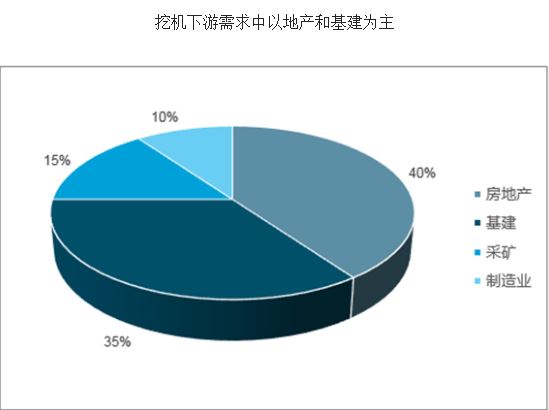 挖机下游需求中以地产和基建为主
10%
15%
40%
35%
房地产
基建
采矿
制造业